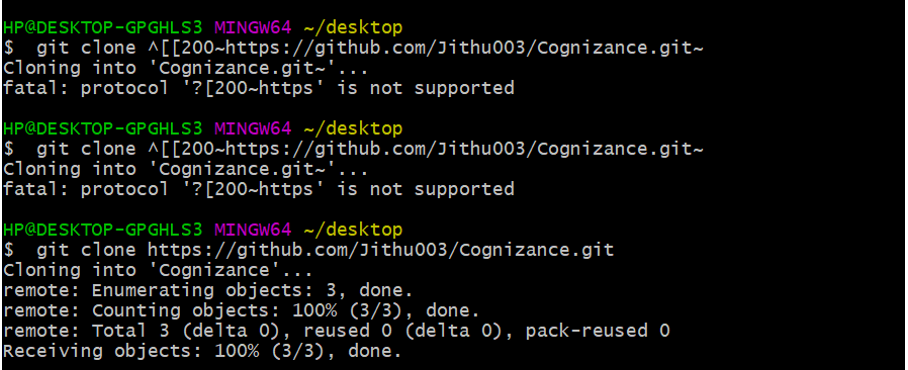 HP@DESKTOP-GPGHLS3 MINGW64 ~/desktop
$  git clone ^[[200~https://github.com/Jithu003/Cognizance.git~
Cloning into 'Cognizance.git~'...
fatal: protocol '?[200~https' is not supported
HP@DESKTOP-GPGHLS3 MINGW64 ~/desktop
$  git clone ^[[200~https://github.com/Jithu003/Cognizance.git~
Cloning into 'Cognizance.git~'...
fatal: protocol '?[200~https' is not supported
HP@DESKTOP-GPGHLS3 MINGW64 ~/desktop
$  git clone https://github.com/Jithu003/Cognizance.git
Cloning into 'Cognizance'...
remote: Enumerating objects: 3, done.
remote: Counting objects: 100% (3/3), done.
remote: Total 3 (delta 0), reused 0 (delta 0), pack-reused 0
Receiving objects: 100% (3/3), done.